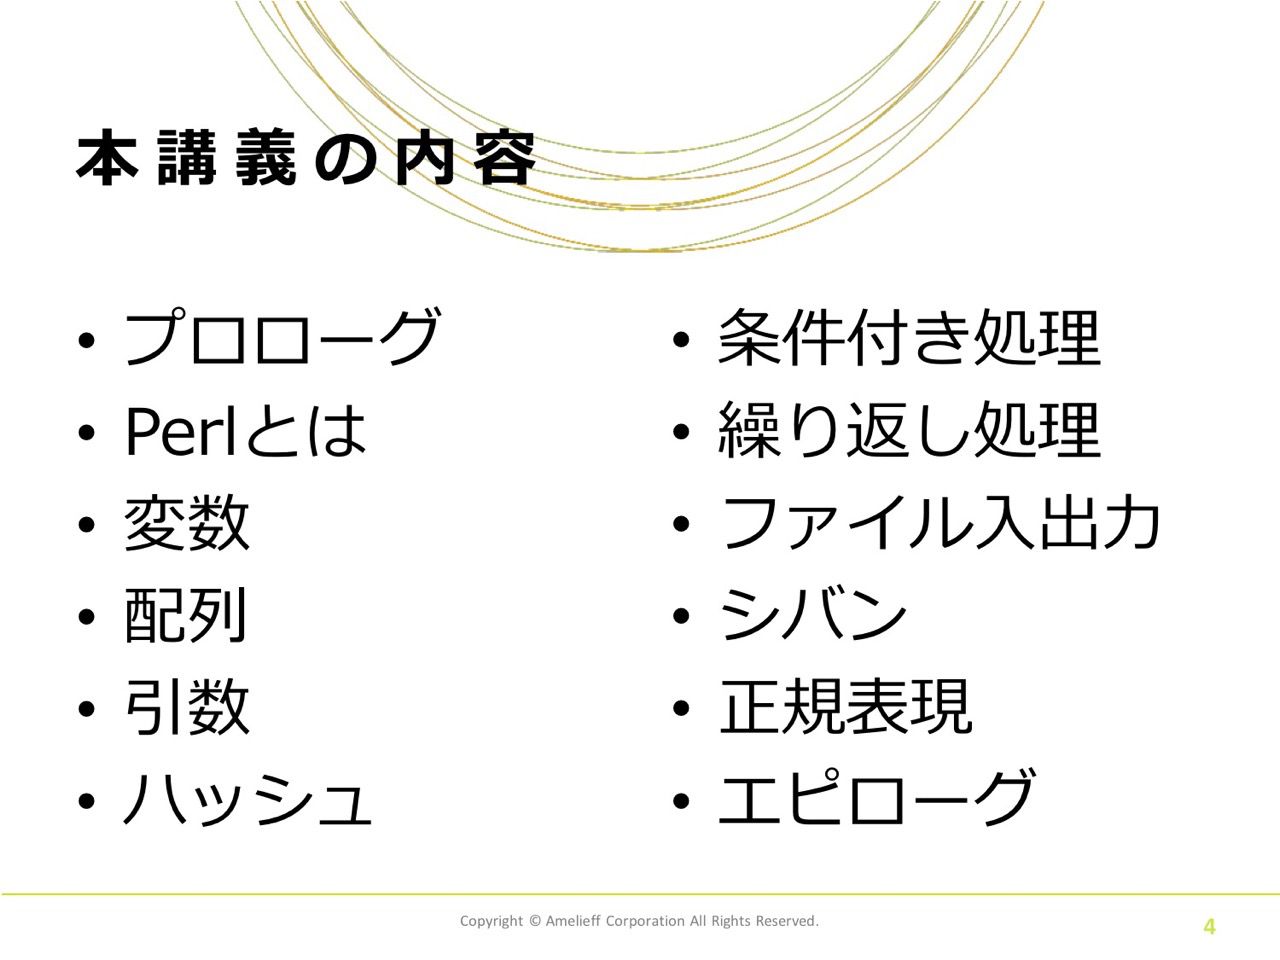 本講義の内容
• プロローグ
• Perlとは
• 変数
• 配列
• 引数
• ハッシュ
• 条件付き処理
• 繰り返し処理
• ファイル入出力
• シバン
• 正規表現
• エピローグ
Copyright © Amelieff Corporation All Rights Reserved.
4